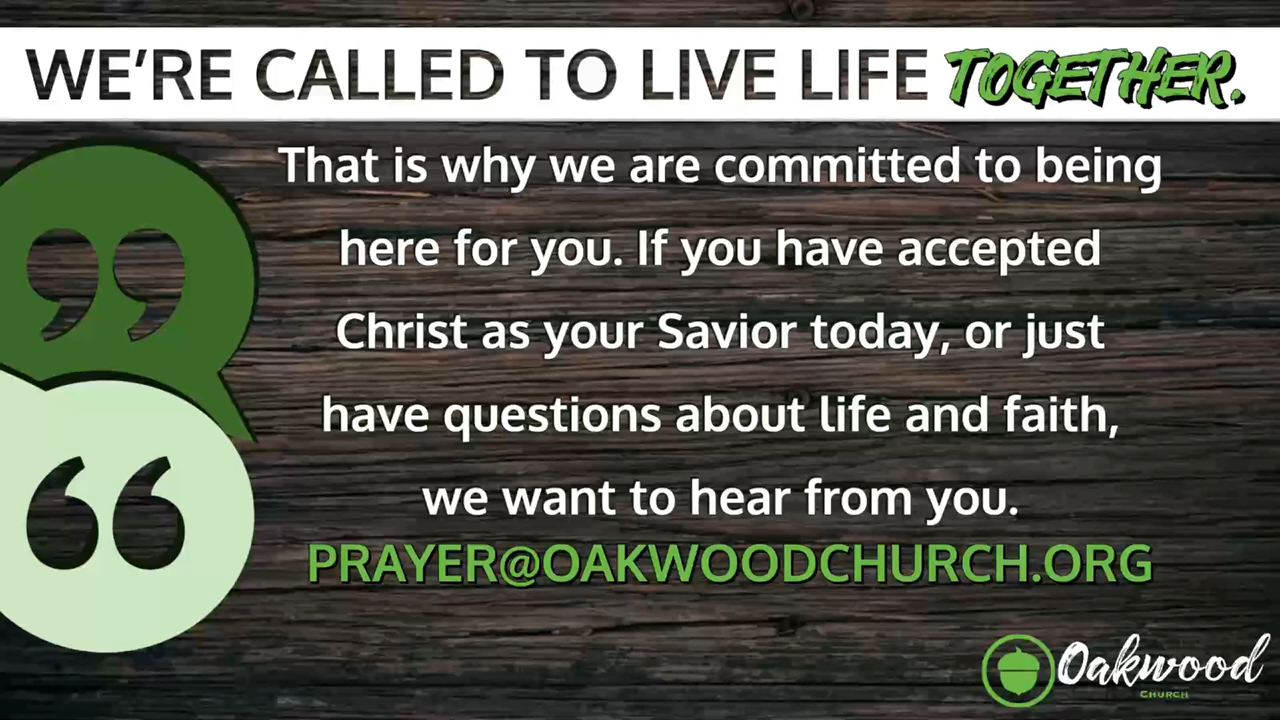 WE'RE CALLED TO LIVE LIFE TOGETHER.
That is why we are committed to being
here for you. If you have accepted
Christ as your Savior today, or just
have questions about life and faith,
we want to hear from you.
PRAYER@OAKWOODCHURCH.ORG
Oakwood
CHURCH